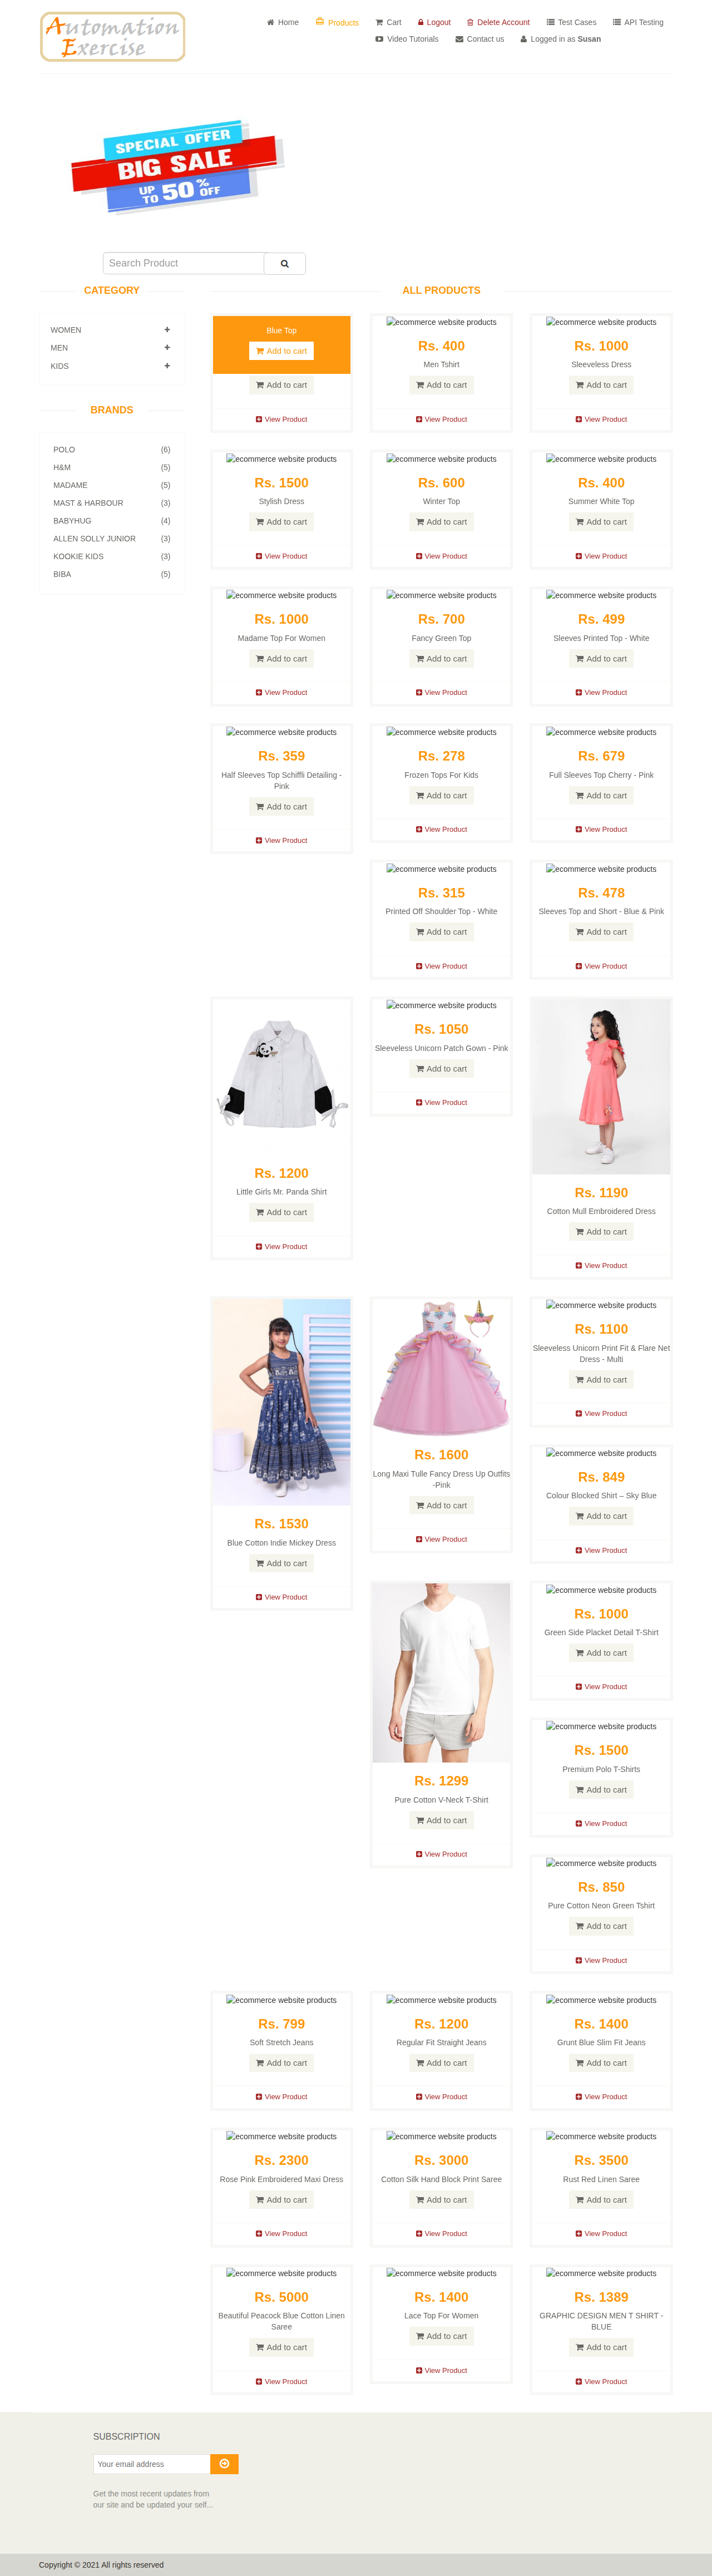 Automation
Exercise
Home
Products
Cart
Logout
Delete Account
Test Cases
API Testing
Video Tutorials
Contact us
Logged in as Susan
SPECIAL OFFER
BIG SALE
UP TO 50% OFF
Search Product
CATEGORY
WOMEN
MEN
KIDS
BRANDS
POLO (6)
H&M (5)
MADAME (5)
MAST & HARBOUR (3)
BABYHUG (4)
ALLEN SOLLY JUNIOR (3)
KOOKIE KIDS (3)
BIBA (5)
ALL PRODUCTS
Blue Top
Add to cart
Add to cart
View Product
ecommerce website products
Rs. 400
Men Tshirt
Add to cart
View Product
ecommerce website products
Rs. 1000
Sleeveless Dress
Add to cart
View Product
ecommerce website products
Rs. 1500
Stylish Dress
Add to cart
View Product
ecommerce website products
Rs. 600
Winter Top
Add to cart
View Product
ecommerce website products
Rs. 400
Summer White Top
Add to cart
View Product
ecommerce website products
Rs. 1000
Madame Top For Women
Add to cart
View Product
ecommerce website products
Rs. 700
Fancy Green Top
Add to cart
View Product
ecommerce website products
Rs. 499
Sleeves Printed Top - White
Add to cart
View Product
ecommerce website products
Rs. 359
Half Sleeves Top Schiffli Detailing -
Pink
Add to cart
View Product
ecommerce website products
Rs. 278
Frozen Tops For Kids
Add to cart
View Product
ecommerce website products
Rs. 679
Full Sleeves Top Cherry - Pink
Add to cart
View Product
ecommerce website products
Rs. 315
Printed Off Shoulder Top - White
Add to cart
View Product
ecommerce website products
Rs. 478
Sleeves Top and Short - Blue & Pink
Add to cart
View Product
Rs. 1200
Little Girls Mr. Panda Shirt
Add to cart
View Product
ecommerce website products
Rs. 1050
Sleeveless Unicorn Patch Gown - Pink
Add to cart
View Product
Rs. 1190
Cotton Mull Embroidered Dress
Add to cart
View Product
Rs. 1530
Blue Cotton Indie Mickey Dress
Add to cart
View Product
Rs. 1600
Long Maxi Tulle Fancy Dress Up Outfits
-Pink
Add to cart
View Product
ecommerce website products
Rs. 1100
Sleeveless Unicorn Print Fit & Flare Net
Dress - Multi
Add to cart
View Product
ecommerce website products
Rs. 849
Colour Blocked Shirt – Sky Blue
Add to cart
View Product
Rs. 1299
Pure Cotton V-Neck T-Shirt
Add to cart
View Product
ecommerce website products
Rs. 1000
Green Side Placket Detail T-Shirt
Add to cart
View Product
ecommerce website products
Rs. 1500
Premium Polo T-Shirts
Add to cart
View Product
ecommerce website products
Rs. 850
Pure Cotton Neon Green Tshirt
Add to cart
View Product
ecommerce website products
Rs. 799
Soft Stretch Jeans
Add to cart
View Product
ecommerce website products
Rs. 1200
Regular Fit Straight Jeans
Add to cart
View Product
ecommerce website products
Rs. 1400
Grunt Blue Slim Fit Jeans
Add to cart
View Product
ecommerce website products
Rs. 2300
Rose Pink Embroidered Maxi Dress
Add to cart
View Product
ecommerce website products
Rs. 3000
Cotton Silk Hand Block Print Saree
Add to cart
View Product
ecommerce website products
Rs. 3500
Rust Red Linen Saree
Add to cart
View Product
ecommerce website products
Rs. 5000
Beautiful Peacock Blue Cotton Linen
Saree
Add to cart
View Product
ecommerce website products
Rs. 1400
Lace Top For Women
Add to cart
View Product
ecommerce website products
Rs. 1389
GRAPHIC DESIGN MEN T SHIRT -
BLUE
Add to cart
View Product
SUBSCRIPTION
Your email address
Get the most recent updates from
our site and be updated your self...
Copyright © 2021 All rights reserved